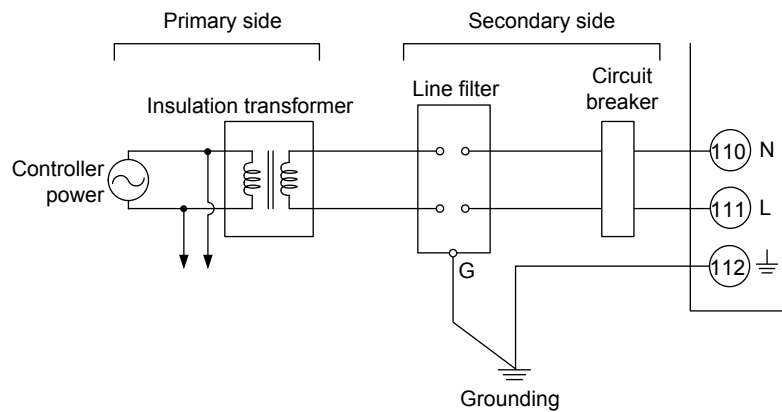 Primary side
Secondary side
Insulation transformer
Line filter
Circuit
breaker
Controller
power
110 N
111 L
112
G
Grounding